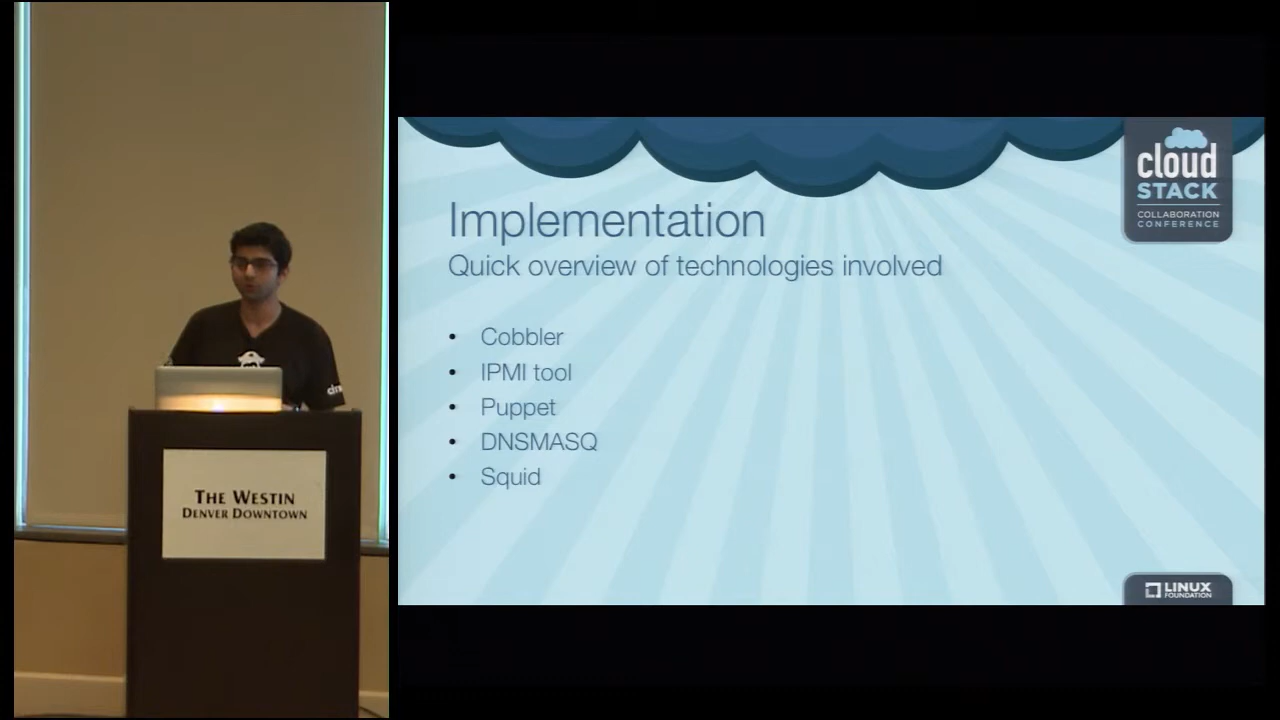 THE WESTIN
DENVER DOWNTOWN
cloud
STACK
COLLABORATION
CONFERENCE
Implementation
Quick overview of technologies involved
• Cobbler
• IPMI tool
• Puppet
• DNSMASQ
• Squid
LINUX
FOUNDATION